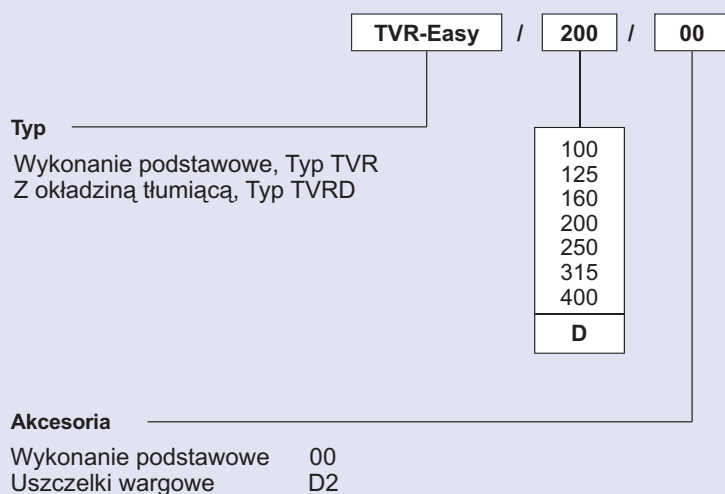 TVR-Easy / 200 / 00
Typ
Wykonanie podstawowe, Typ TVR
Z okładziną tłumiącą, Typ TVRD
100
125
160
200
250
315
400
D
Akcesoria
Wykonanie podstawowe 00
Uszczelki wargowe D2